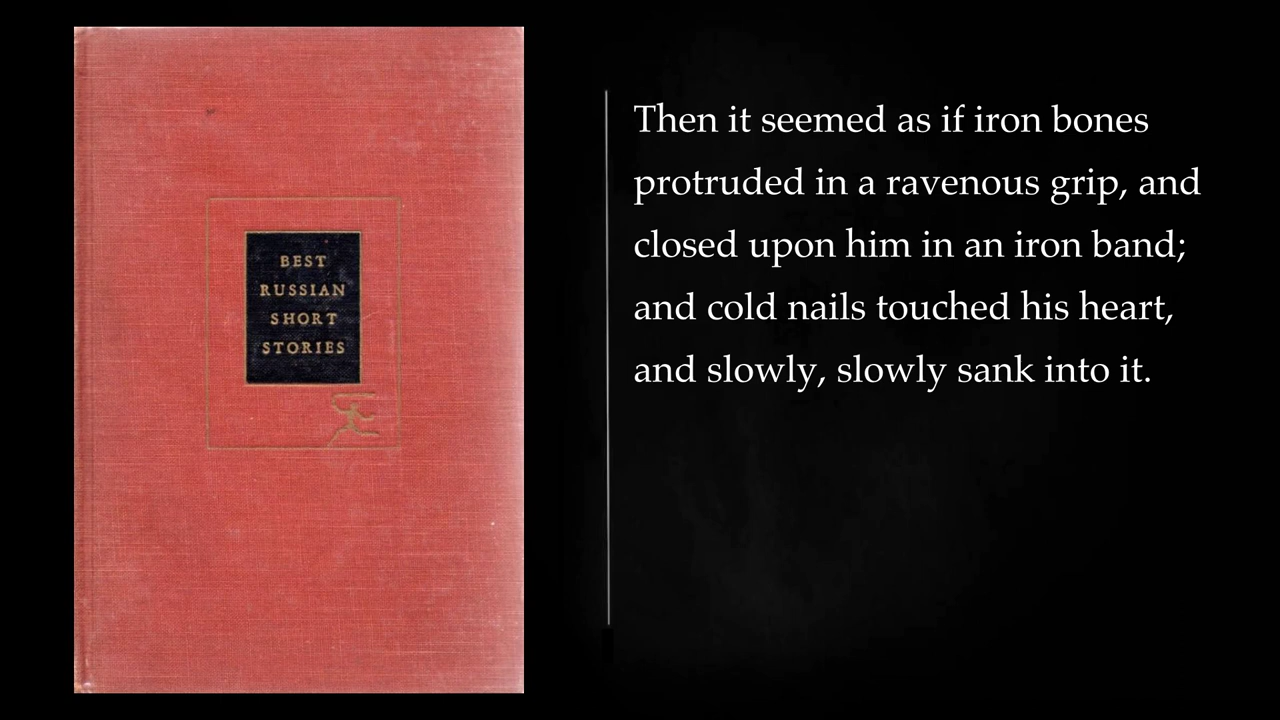 BEST
RUSSIAN
SHORT
STORIES
Then it seemed as if iron bones
protruded in a ravenous grip, and
closed upon him in an iron band;
and cold nails touched his heart,
and slowly, slowly sank into it.